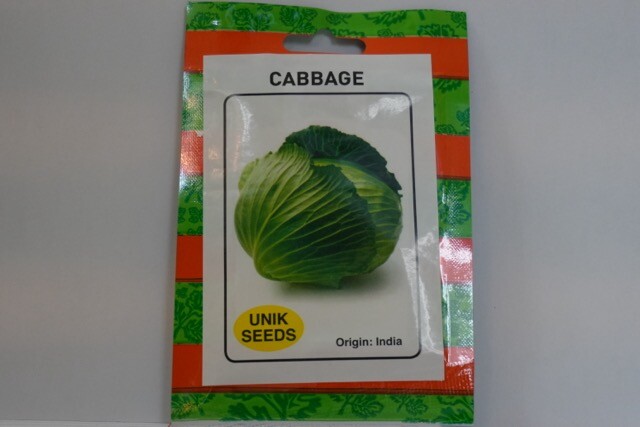 CABBAGE
UNIK
SEEDS
Origin: India